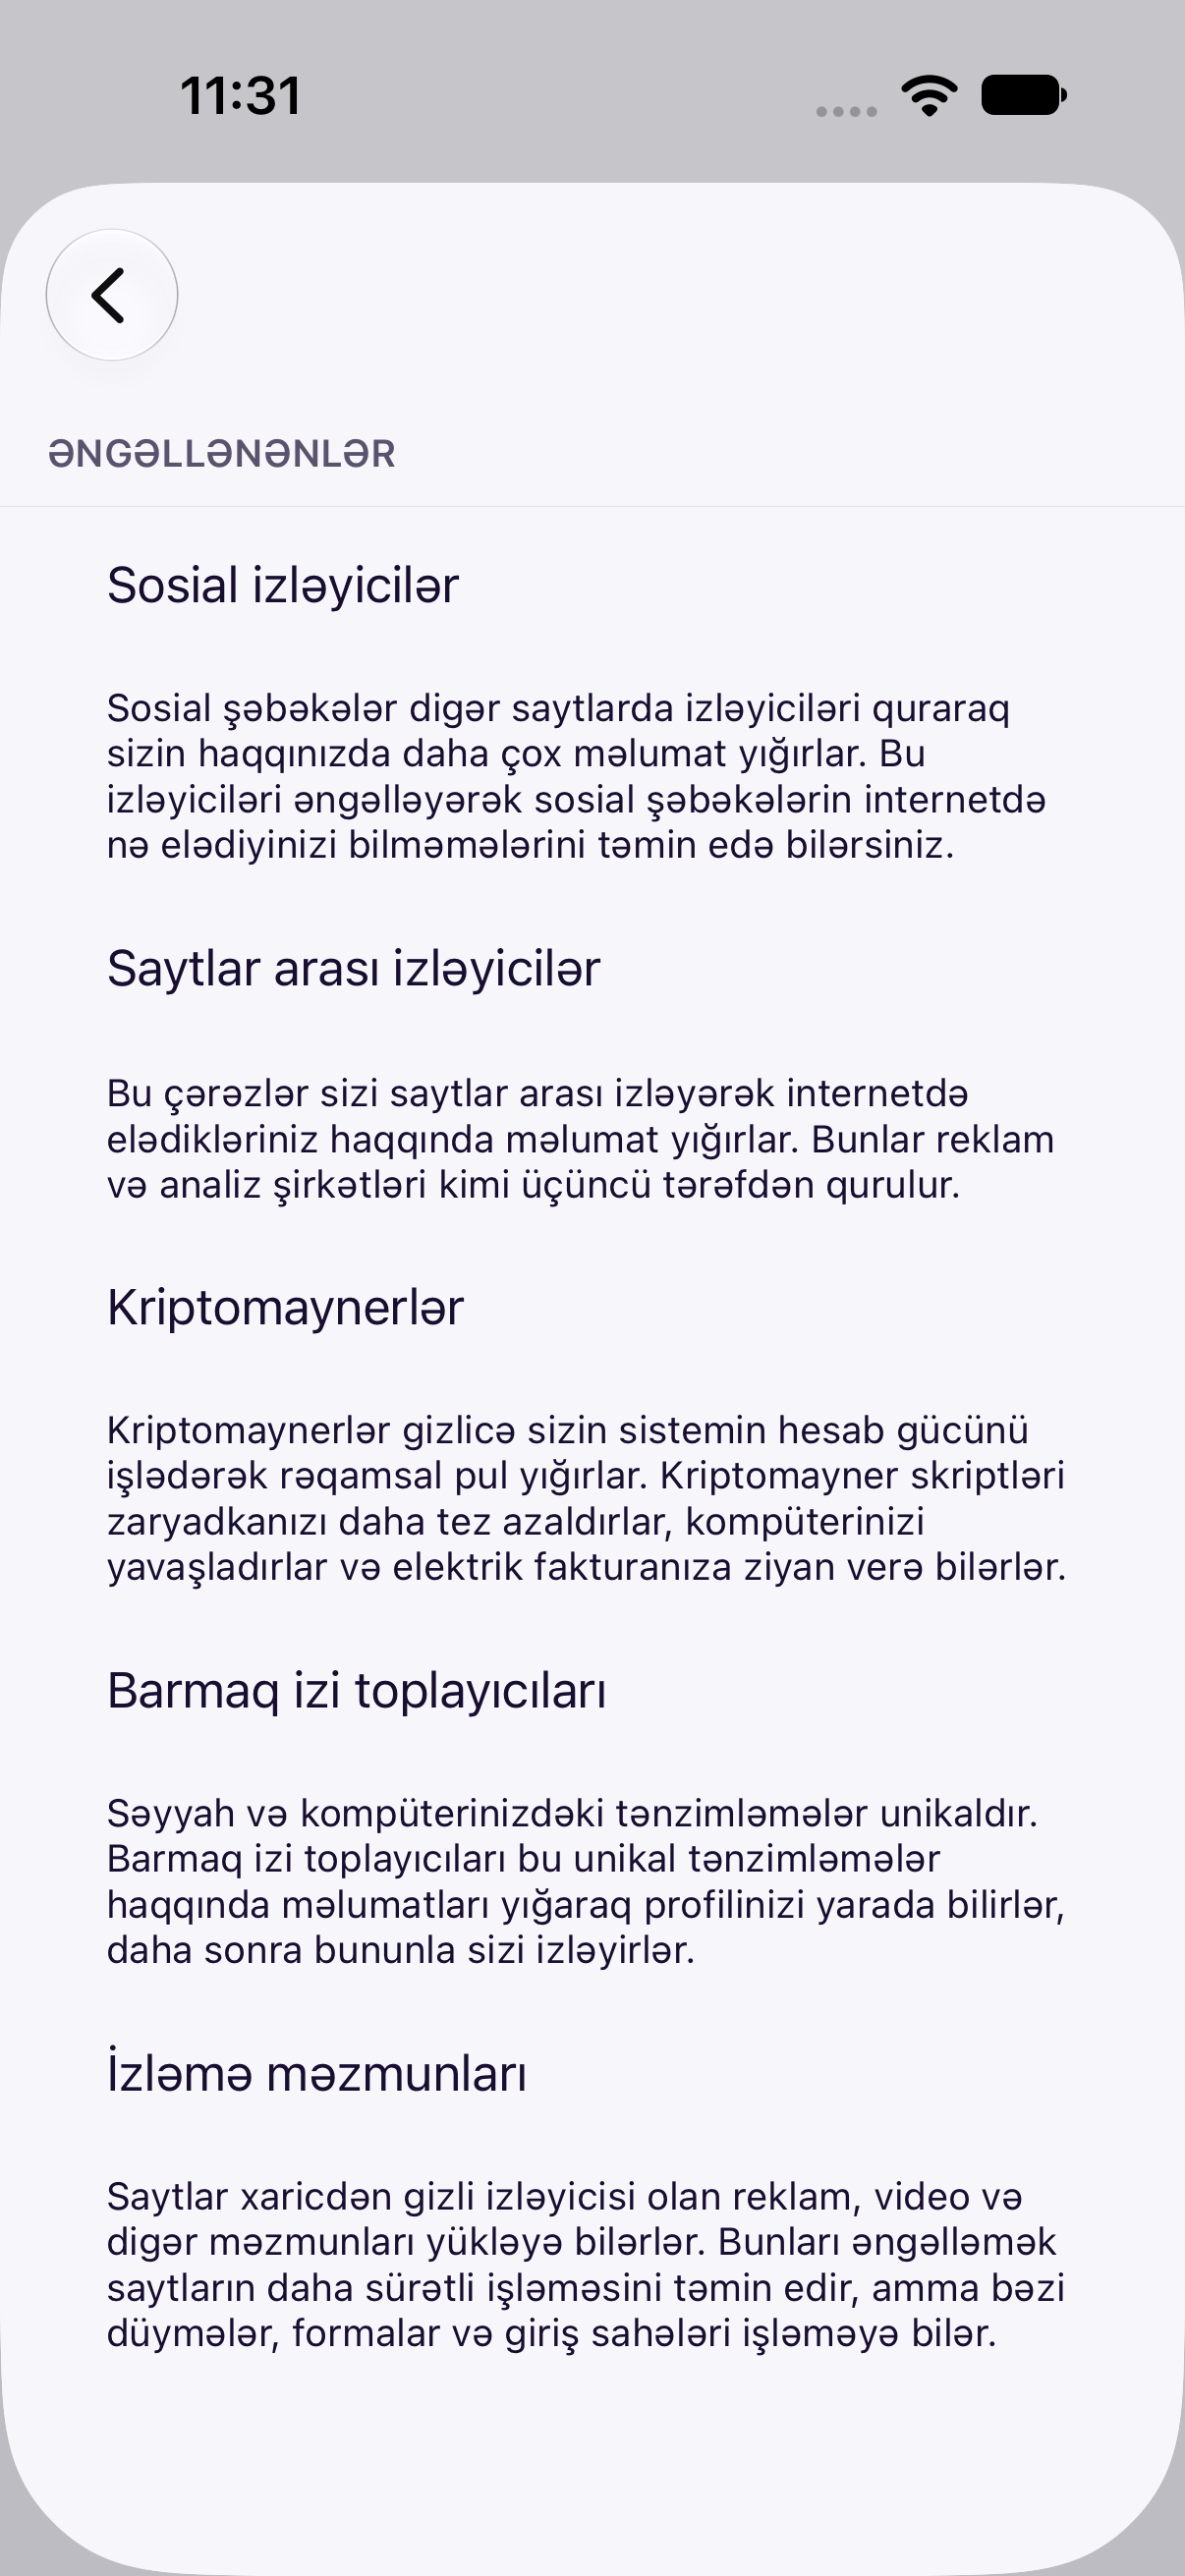 11:31
ƏNGƏLLƏNƏNLƏR
Sosial izləyicilər
Sosial şəbəkələr digər saytlarda izləyiciləri quraraq
sizin haqqınızda daha çox məlumat yığırlar. Bu
izləyiciləri əngəlləyərək sosial şəbəkələrin internetdə
nə elədiyinizi bilməmələrini təmin edə bilərsiniz.
Saytlar arası izləyicilər
Bu çərəzlər sizi saytlar arası izləyərək internetdə
elədikləriniz haqqında məlumat yığırlar. Bunlar reklam
və analiz şirkətləri kimi üçüncü tərəfdən qurulur.
Kriptomaynerlər
Kriptomaynerlər gizlicə sizin sistemin hesab gücünü
işlədərək rəqamsal pul yığırlar. Kriptomayner skriptləri
zaryadkanızı daha tez azaldırlar, kompüterinizi
yavaşladırlar və elektrik fakturanıza ziyan verə bilərlər.
Barmaq izi toplayıcıları
Səyyah və kompüterinizdəki tənzimləmələr unikaldır.
Barmaq izi toplayıcıları bu unikal tənzimləmələr
haqqında məlumatları yığaraq profilinizi yarada bilirlər,
daha sonra bununla sizi izləyirlər.
İzləmə məzmunları
Saytlar xaricdən gizli izləyicisi olan reklam, video və
digər məzmunları yükləyə bilərlər. Bunları əngəlləmək
saytların daha sürətli işləməsini təmin edir, amma bəzi
düymələr, formalar və giriş sahələri işləməyə bilər.